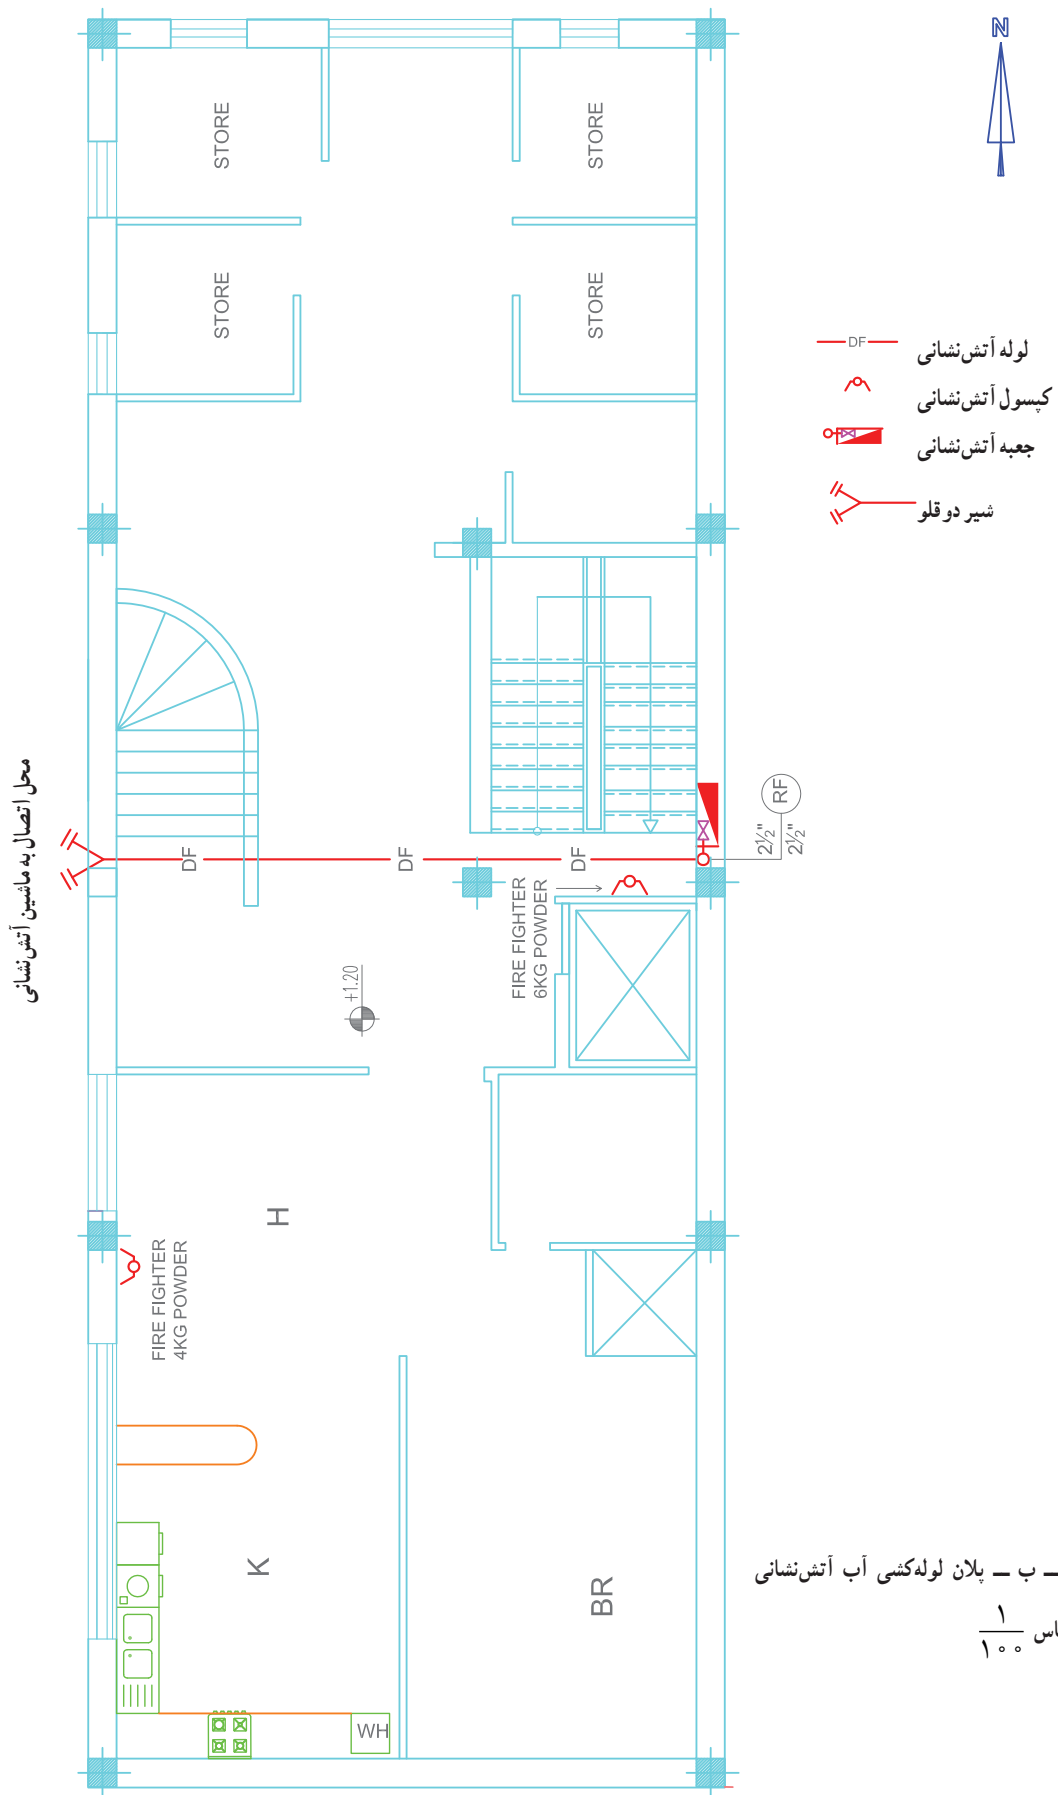 N
STORE
STORE
STORE
STORE
DF
لوله آتش‌نشانی
کپسول آتش‌نشانی
جعبه آتش‌نشانی
شیر دوقلو
محل اتصال به ماشین آتش‌نشانی
DF
DF
DF
RF
2½"
2½"
FIRE FIGHTER
6KG POWDER
+1.20
H
FIRE FIGHTER
4KG POWDER
K
BR
WH
ـ ب ـ پلان لوله‌کشی آب آتش‌نشانی
۱
۱۰۰